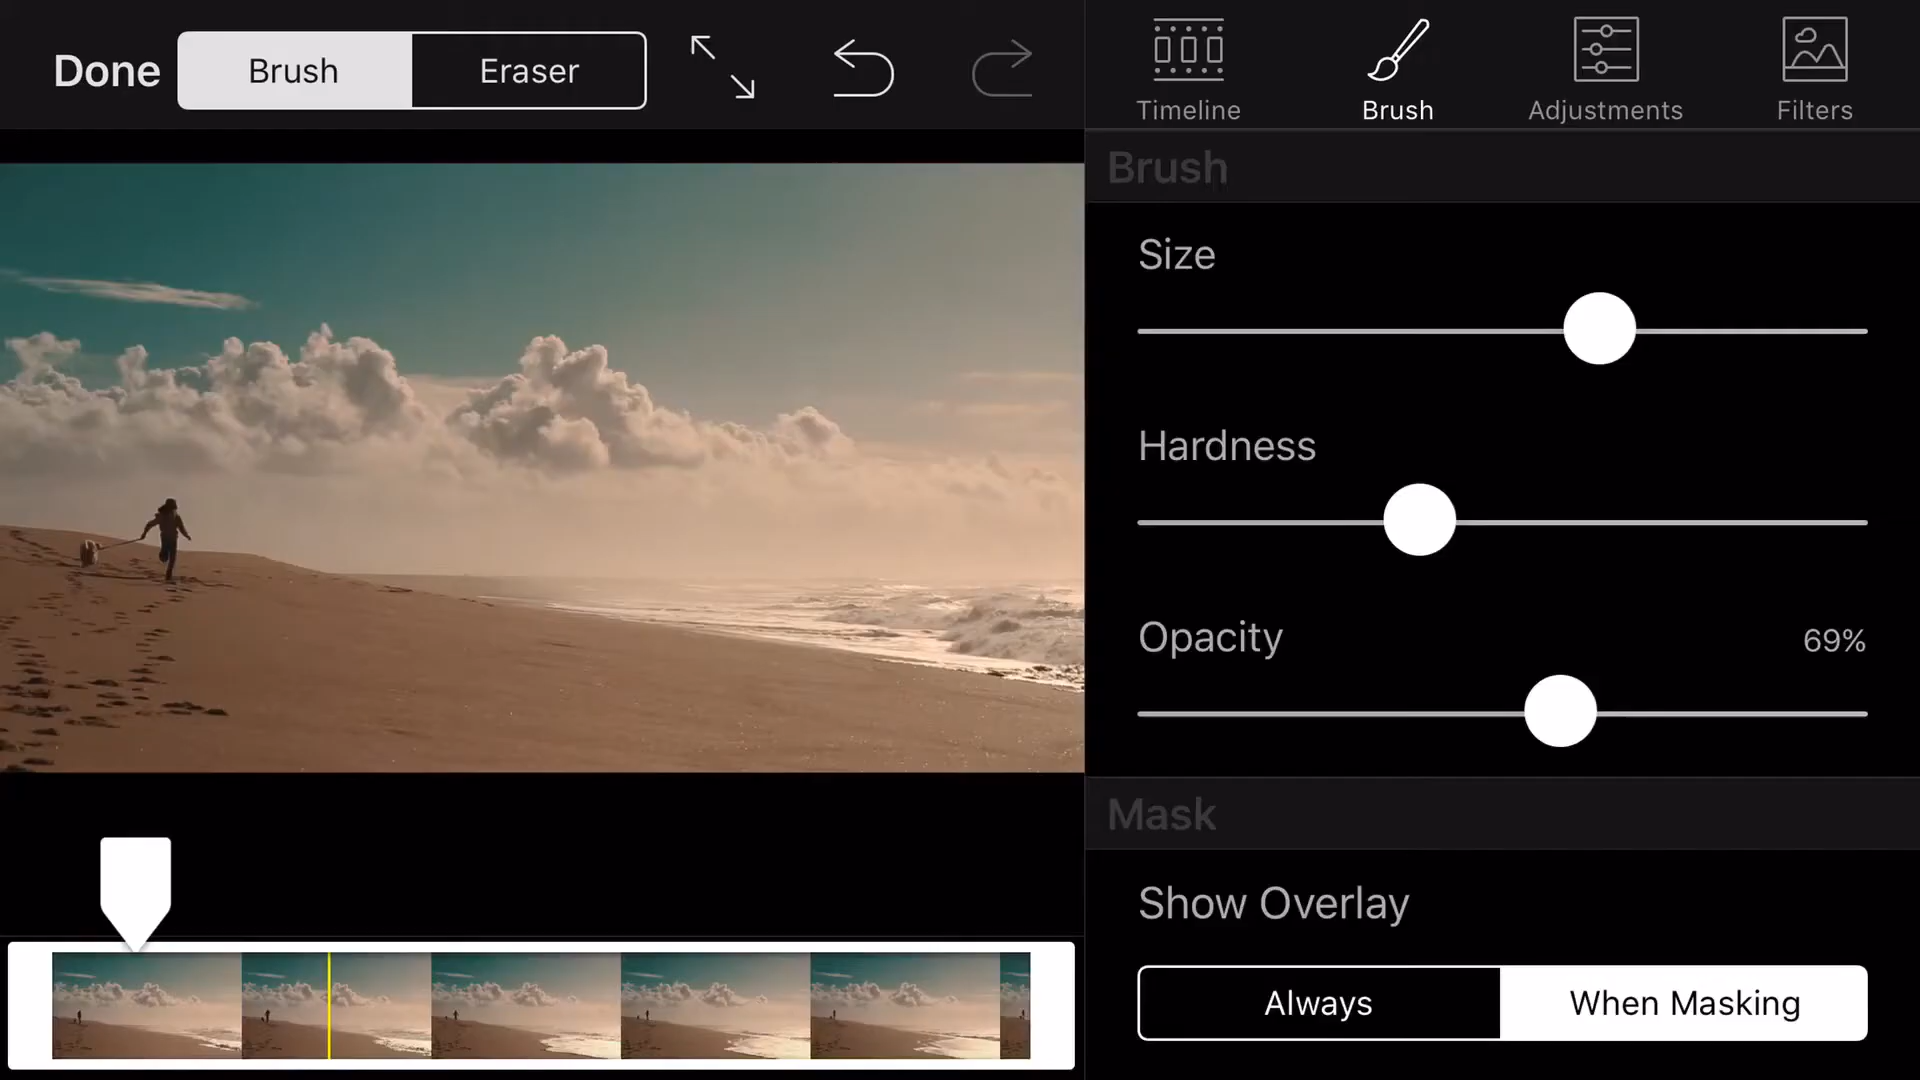 Done
Brush
Eraser
Timeline
Brush
Adjustments
Filters
Brush
Size
Hardness
Opacity
69%
Mask
Show Overlay
Always
When Masking